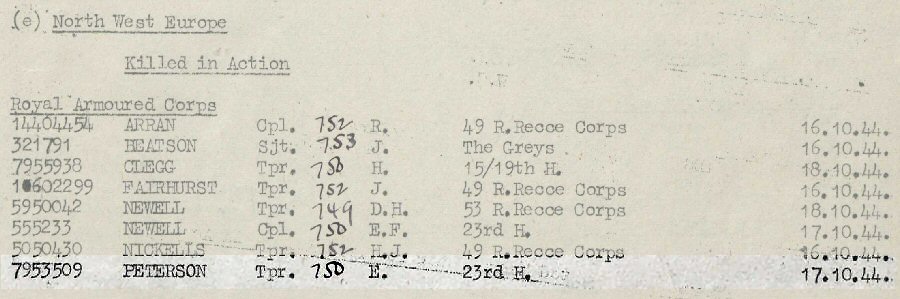 (e) North West Europe
Killed in Action
Royal Armoured Corps
14404454 ARRAN Cpl. 752 R. 49 R.Recce Corps 16.10.44.
321791 BEATSON Sjt. 753 J. The Greys 16.10.44.
7955938 CLEGG Tpr. 750 H. 15/19th H. 18.10.44.
10602299 FAIRHURST Tpr. 752 J. 49 R.Recce Corps 16.10.44.
5950042 NEWELL Tpr. 749 D.H. 53 R.Recce Corps 18.10.44.
555233 NEWELL Cpl. 750 E.F. 23rd H. 17.10.44.
5050430 NICKELLS Tpr. 752 H.J. 49 R.Recce Corps 16.10.44.
7953509 PETERSON Tpr. 750 E. 23rd H. 17.10.44.